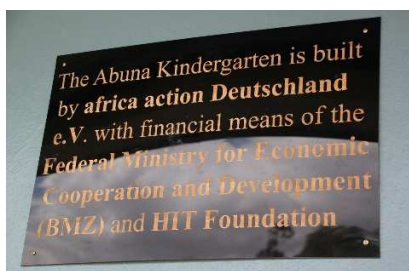 The Abuna Kindergarten is built
by africa action Deutschland
e.V. with financial means of the
Federal Ministry for Economic
Cooperation and Development
(BMZ) and HIT Foundation